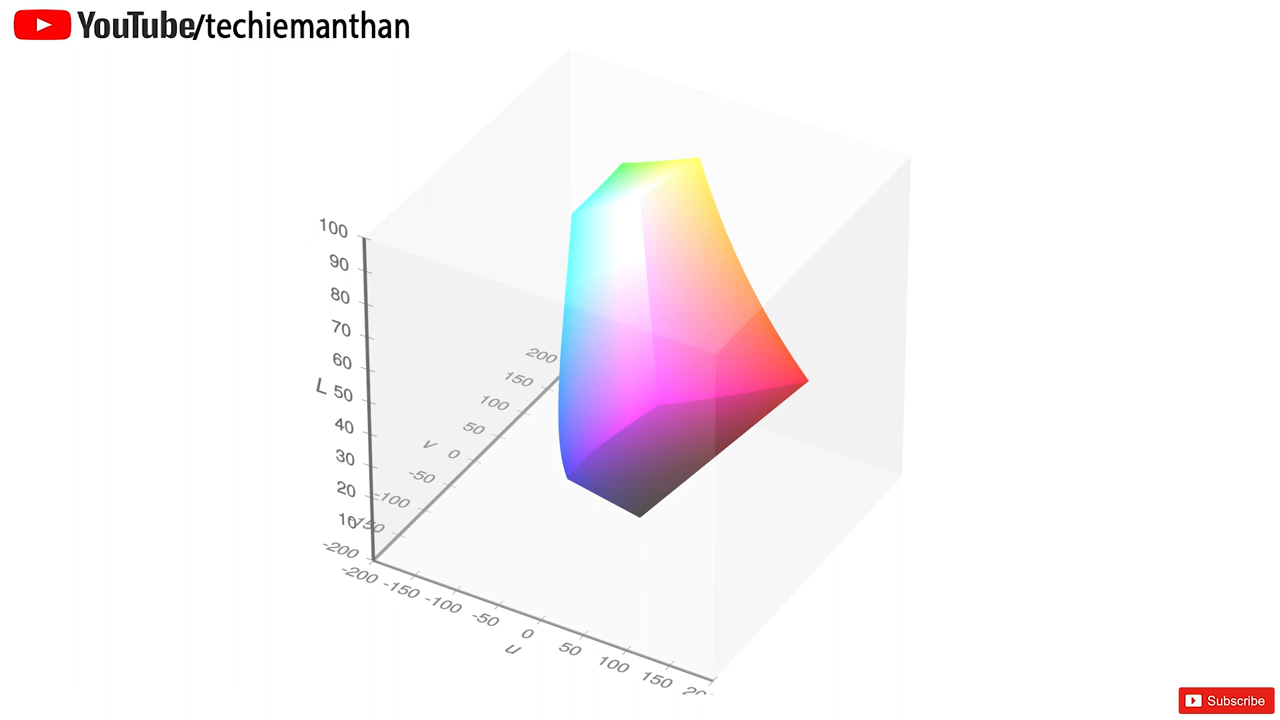 YouTube/techiemanthan
100
90
80
70
60
L 50
40
30
20
10
200
150
100
50
v 0
-50
-100
-150
-200
-200 -150 -100 -50 0 50 100 150
u
Subscribe